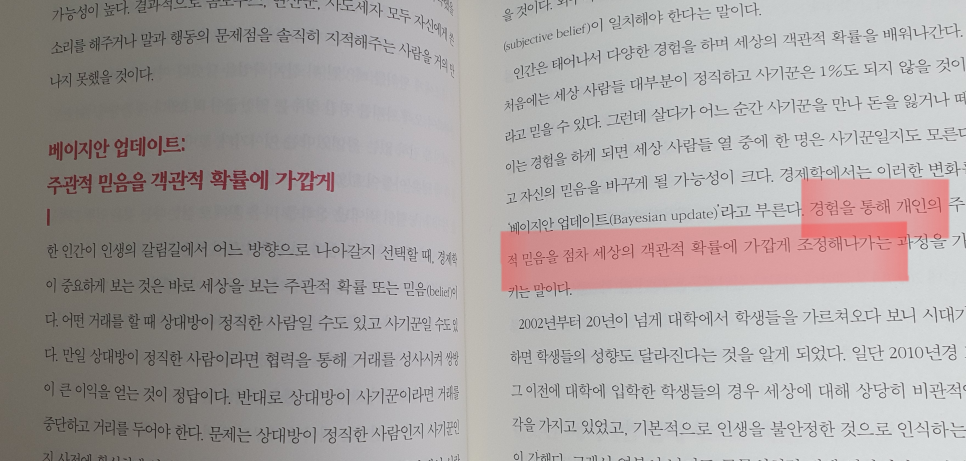 가능성이 높다. 결과적으로 사도세자 모두 자신에게
소리를 해주거나 말과 행동의 문제점을 솔직히 지적해주는 사람을 거의 만
나지 못했을 것이다.
베이지안 업데이트:
주관적 믿음을 객관적 확률에 가깝게
한 인간이 인생의 갈림길에서 어느 방향으로 나아갈지 선택할 때, 경제학
이 중요하게 보는 것은 바로 세상을 보는 주관적 확률 또는 믿음(belief)이
다. 어떤 거래를 할 때 상대방이 정직한 사람일 수도 있고 사기꾼일 수도 있
다. 만일 상대방이 정직한 사람이라면 협력을 통해 거래를 성사시켜 쌍방
이 큰 이익을 얻는 것이 정답이다. 반대로 상대방이 사기꾼이라면 거래를
중단하고 거리를 두어야 한다. 문제는 상대방이 정직한 사람인지 사기꾼인
지 사전에
을 것이다.
(subjective belief)이 일치해야 한다는 말이다.
인간은 태어나서 다양한 경험을 하며 세상의 객관적 확률을 배워나간다.
처음에는 세상 사람들 대부분이 정직하고 사기꾼은 1%도 되지 않을 것이
라고 믿을 수 있다. 그런데 살다가 어느 순간 사기꾼을 만나 돈을 잃거나 떼
이는 경험을 하게 되면 세상 사람들 열 중에 한 명은 사기꾼일지도 모른다
고 자신의 믿음을 바꾸게 될 가능성이 크다. 경제학에서는 이러한 변화를
'베이지안 업데이트(Bayesian update)'라고 부른다. 경험을 통해 개인의 주
적 믿음을 점차 세상의 객관적 확률에 가깝게 조정해나가는 과정을 가
키는 말이다.
2002년부터 20년이 넘게 대학에서 학생들을 가르쳐오다 보니 시대가
하면 학생들의 성향도 달라진다는 것을 알게 되었다. 일단 2010년경
그 이전에 대학에 입학한 학생들의 경우 세상에 대해 상당히 비관적
각을 가지고 있었고, 기본적으로 인생을 불안정한 것으로 인식하는
이 강했다.